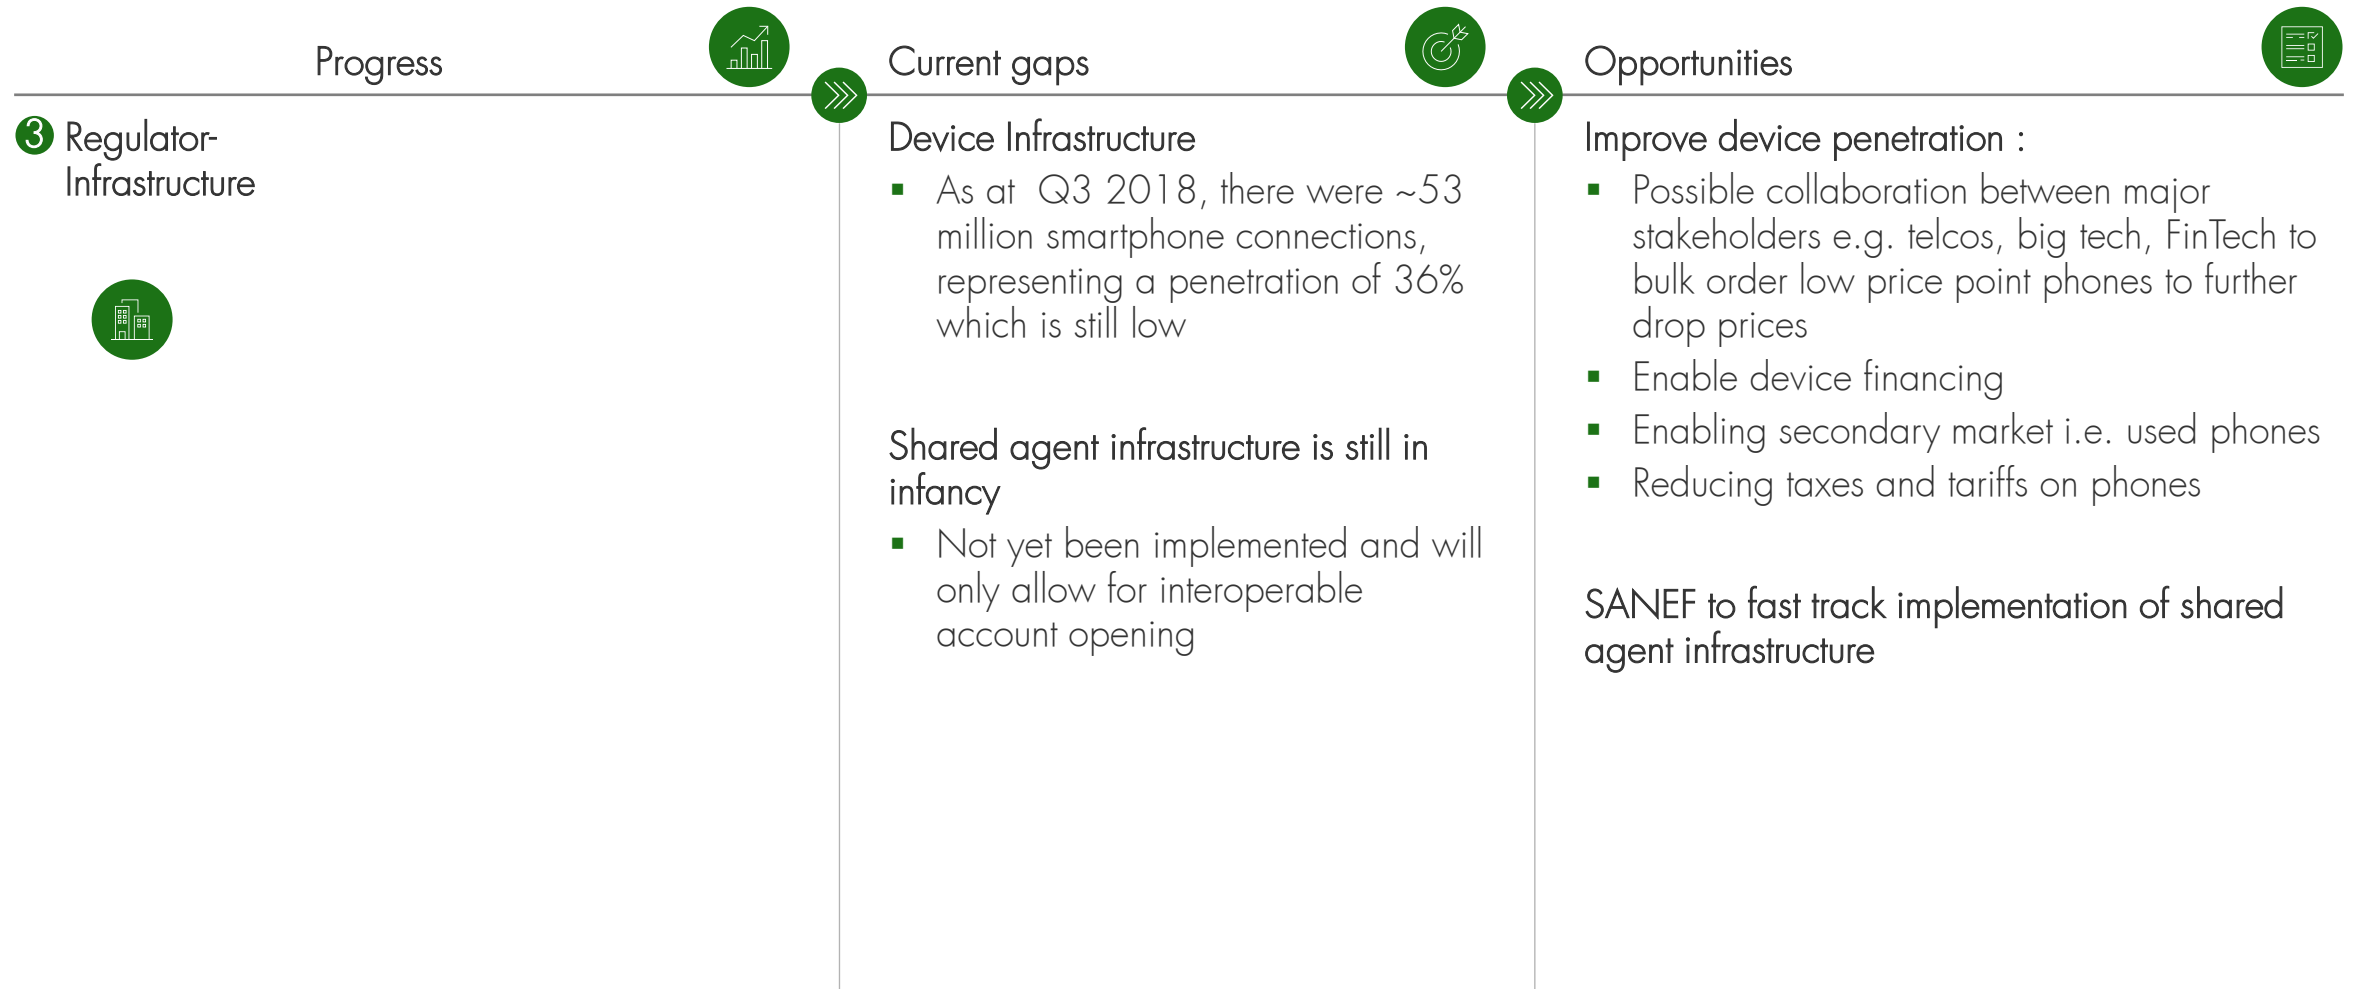 Progress
Current gaps
Opportunities
3 Regulator-
Infrastructure
Device Infrastructure
▪ As at  Q3 2018, there were ~53
million smartphone connections,
representing a penetration of 36%
which is still low
Shared agent infrastructure is still in
infancy
▪ Not yet been implemented and will
only allow for interoperable
account opening
Improve device penetration :
▪ Possible collaboration between major
stakeholders e.g. telcos, big tech, FinTech to
bulk order low price point phones to further
drop prices
▪ Enable device financing
▪ Enabling secondary market i.e. used phones
▪ Reducing taxes and tariffs on phones
SANEF to fast track implementation of shared
agent infrastructure